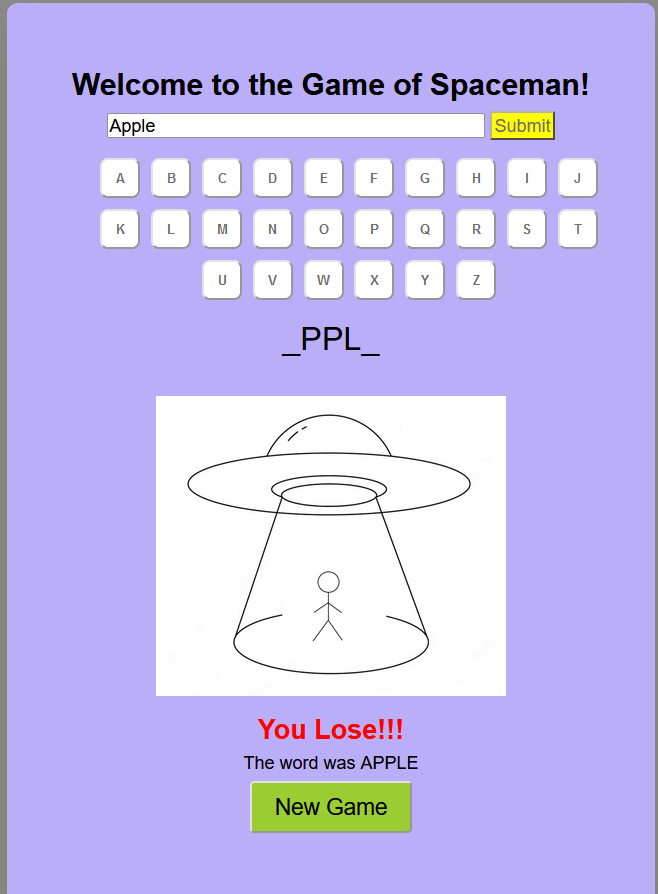 Welcome to the Game of Spaceman!
Apple Submit
A B C D E F G H I J
K L M N O P Q R S T
U V W X Y Z
_PPL_
You Lose!!!
The word was APPLE
New Game